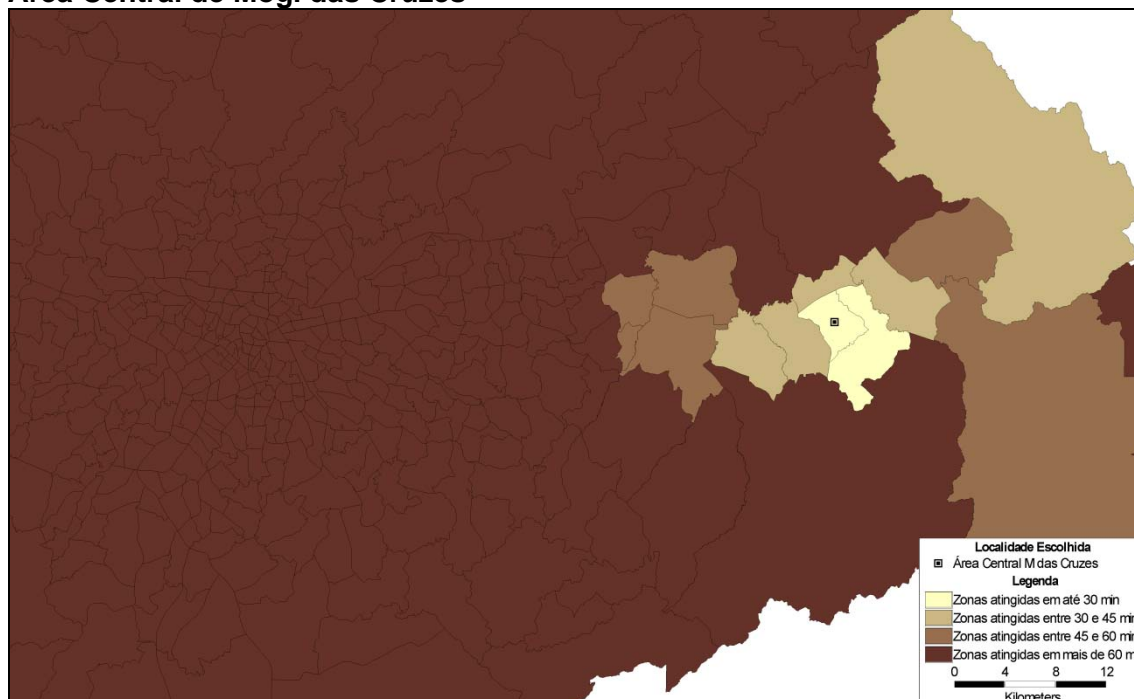 Área Central de Mogi das Cruzes
Localidade Escolhida
Área Central M das Cruzes
Legenda
Zonas atingidas em até 30 min
Zonas atingidas entre 30 e 45 min
Zonas atingidas entre 45 e 60 min
Zonas atingidas em mais de 60 m
0 4 8 12
Kilometers